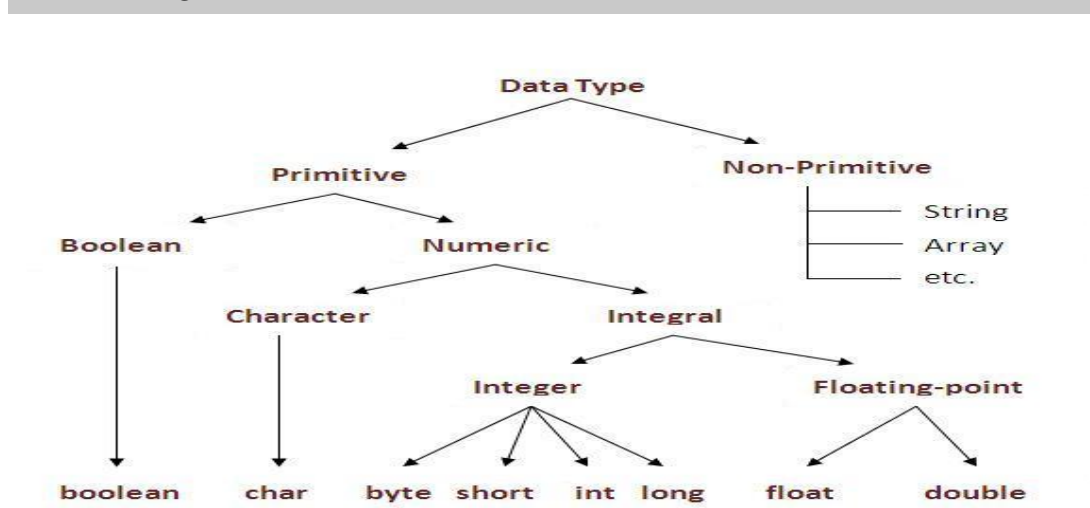 Data Type
Primitive
Non-Primitive
String
Boolean
Numeric
Array
etc.
Character
Integral
Integer
Floating-point
boolean
char
byte
short
int
long
float
double